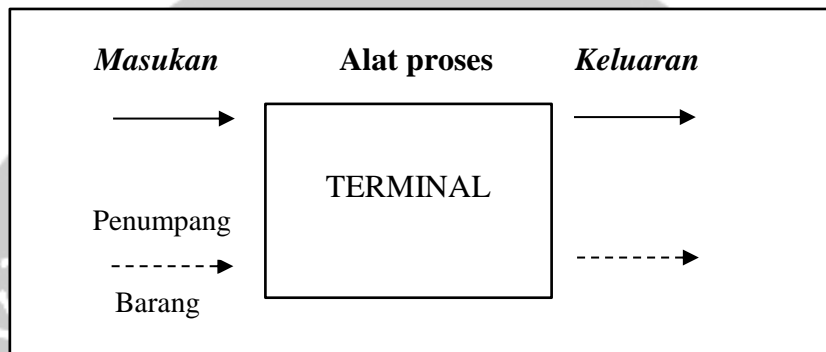 Masukan Alat proses Keluaran
TERMINAL
Penumpang
Barang